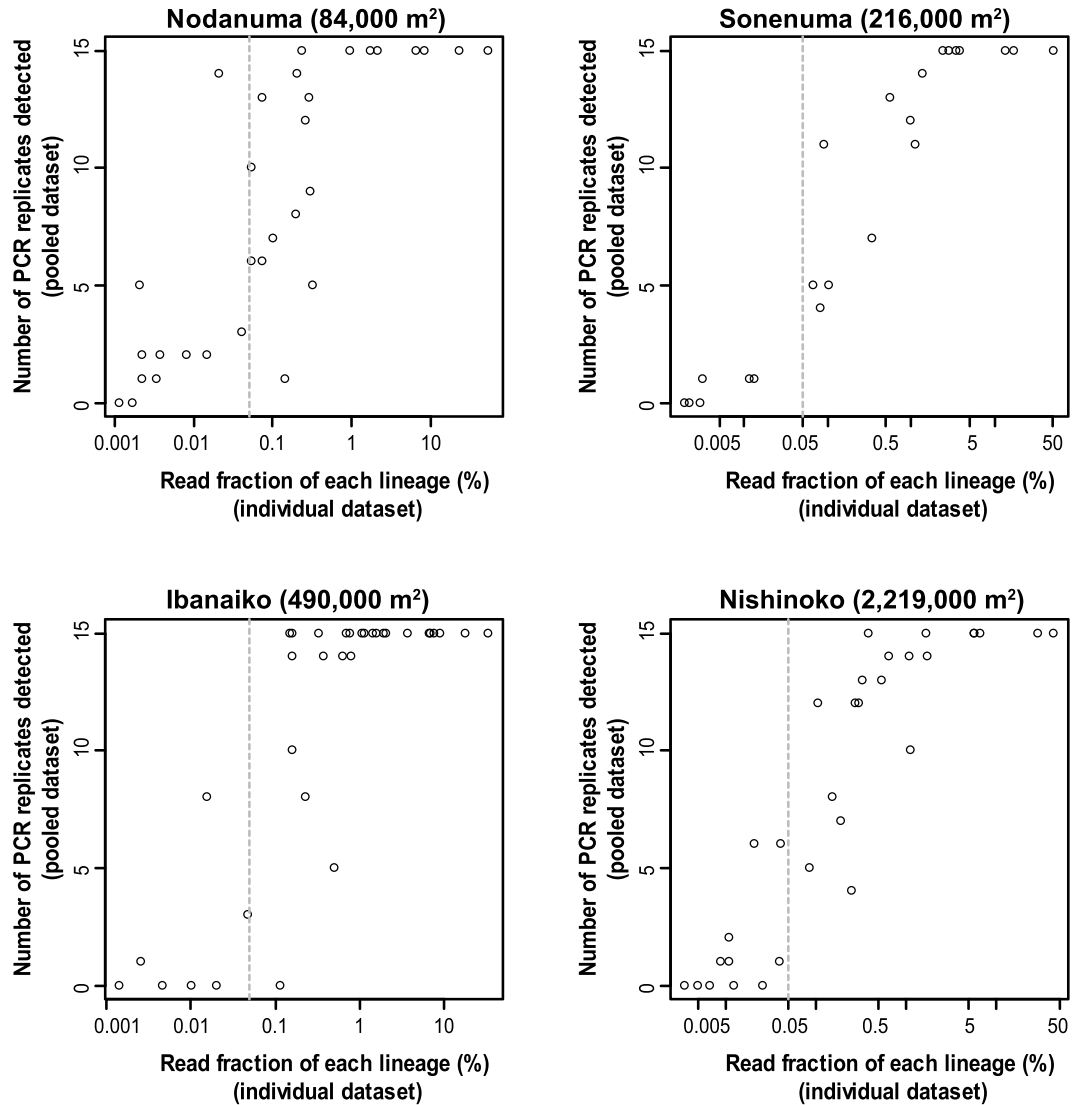 Nodanuma (84,000 m²)
Number of PCR replicates detected
(pooled dataset)
15
10
5
0
0.001 0.01 0.1 1 10
Read fraction of each lineage (%)
(individual dataset)
Sonenuma (216,000 m²)
Number of PCR replicates detected
(pooled dataset)
15
10
5
0
0.005 0.05 0.5 5 50
Read fraction of each lineage (%)
(individual dataset)
Ibanaiko (490,000 m²)
Number of PCR replicates detected
(pooled dataset)
15
10
5
0
0.001 0.01 0.1 1 10
Read fraction of each lineage (%)
(individual dataset)
Nishinoko (2,219,000 m²)
Number of PCR replicates detected
(pooled dataset)
15
10
5
0
0.005 0.05 0.5 5 50
Read fraction of each lineage (%)
(individual dataset)